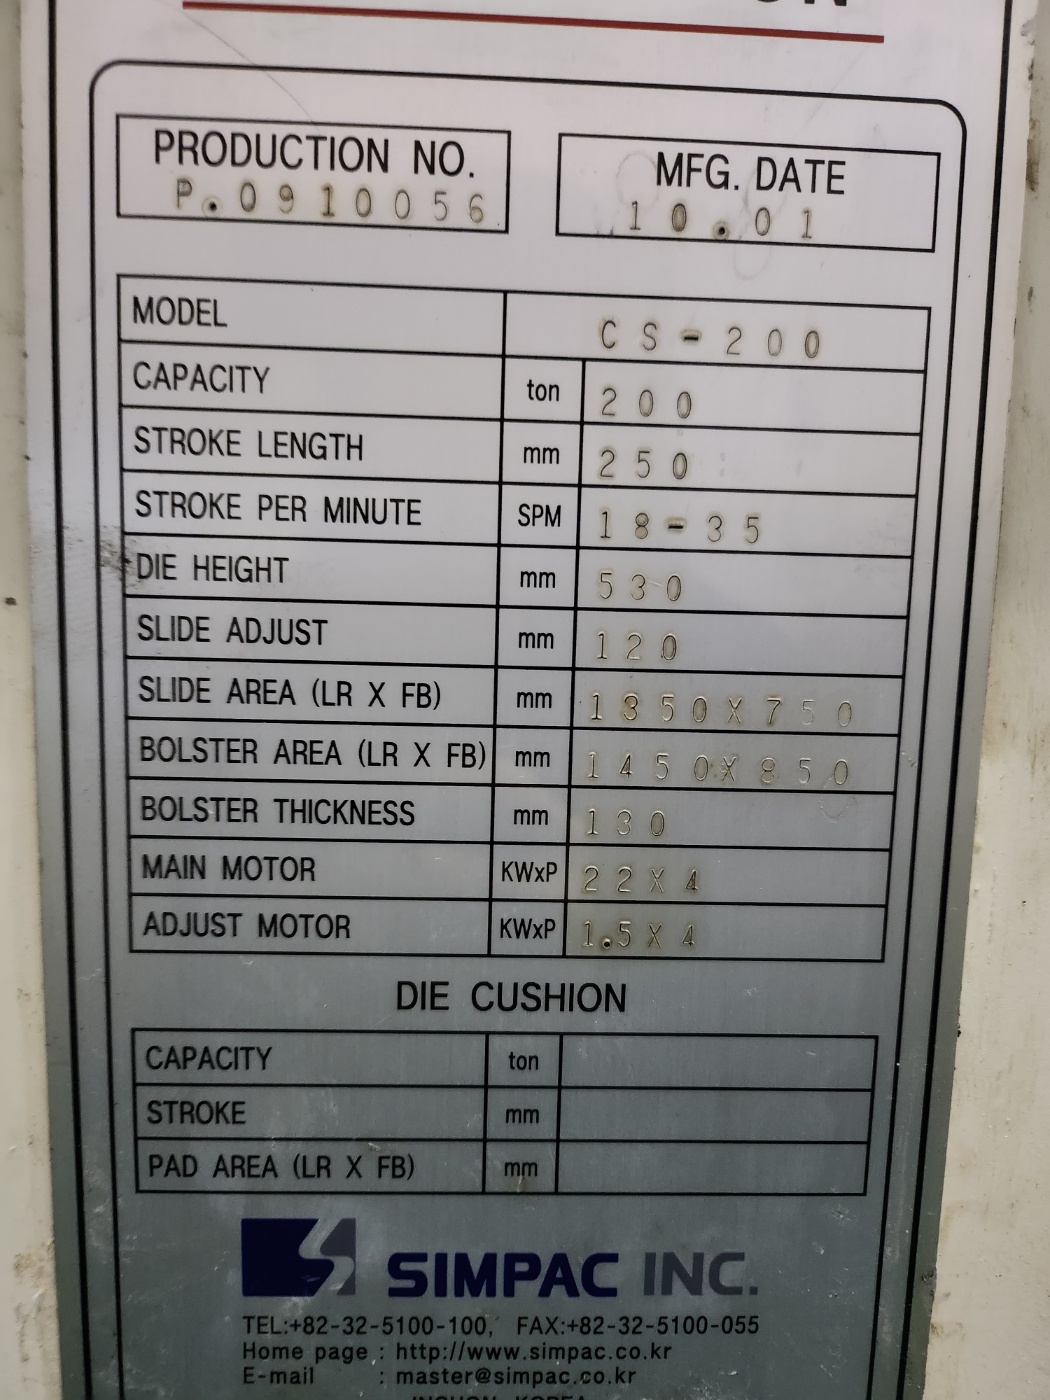 PRODUCTION NO.
P.0910056
MFG. DATE
10.01
MODEL CS-200
CAPACITY ton 200
STROKE LENGTH mm 250
STROKE PER MINUTE SPM 18-35
DIE HEIGHT mm 530
SLIDE ADJUST mm 120
SLIDE AREA (LR X FB) mm 1350X750
BOLSTER AREA (LR X FB) mm 1450X850
BOLSTER THICKNESS mm 130
MAIN MOTOR KWxP 22X4
ADJUST MOTOR KWxP 1.5X4
DIE CUSHION
CAPACITY ton
STROKE mm
PAD AREA (LR X FB) mm
SIMPAC INC.
TEL:+82-32-5100-100, FAX:+82-32-5100-055
Home page : http://www.simpac.co.kr
E-mail : master@simpac.co.kr